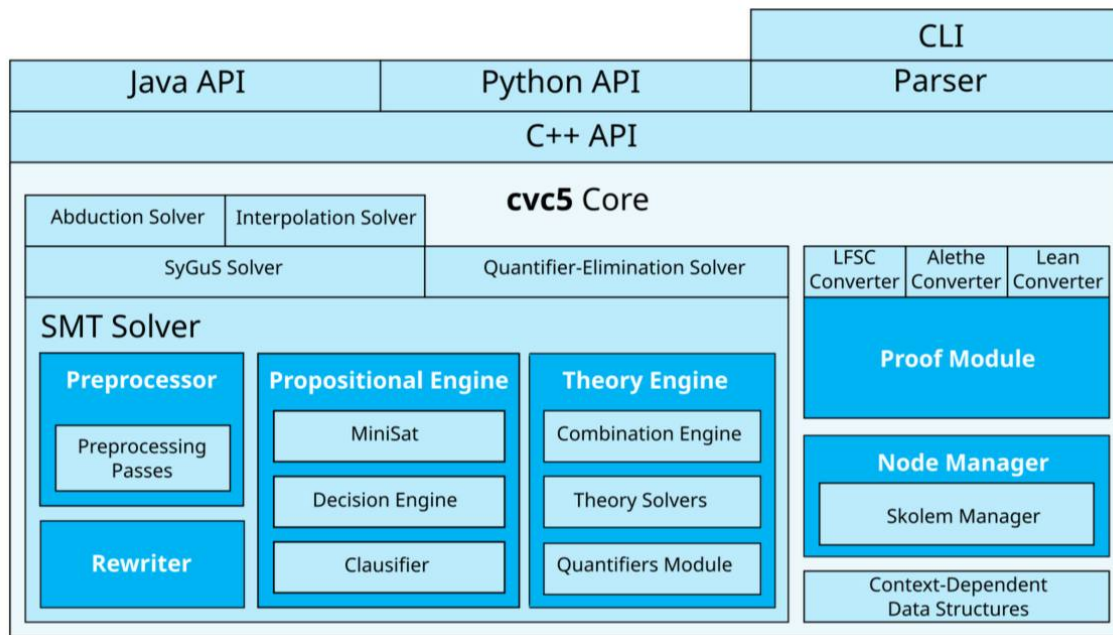 CLI
Java API
Python API
Parser
C++ API
cvc5 Core
Abduction Solver
Interpolation Solver
SyGuS Solver
Quantifier-Elimination Solver
LFSC
Converter
Alethe
Converter
Lean
Converter
SMT Solver
Preprocessor
Preprocessing
Passes
Rewriter
Propositional Engine
MiniSat
Decision Engine
Clausifier
Theory Engine
Combination Engine
Theory Solvers
Quantifiers Module
Proof Module
Node Manager
Skolem Manager
Context-Dependent
Data Structures